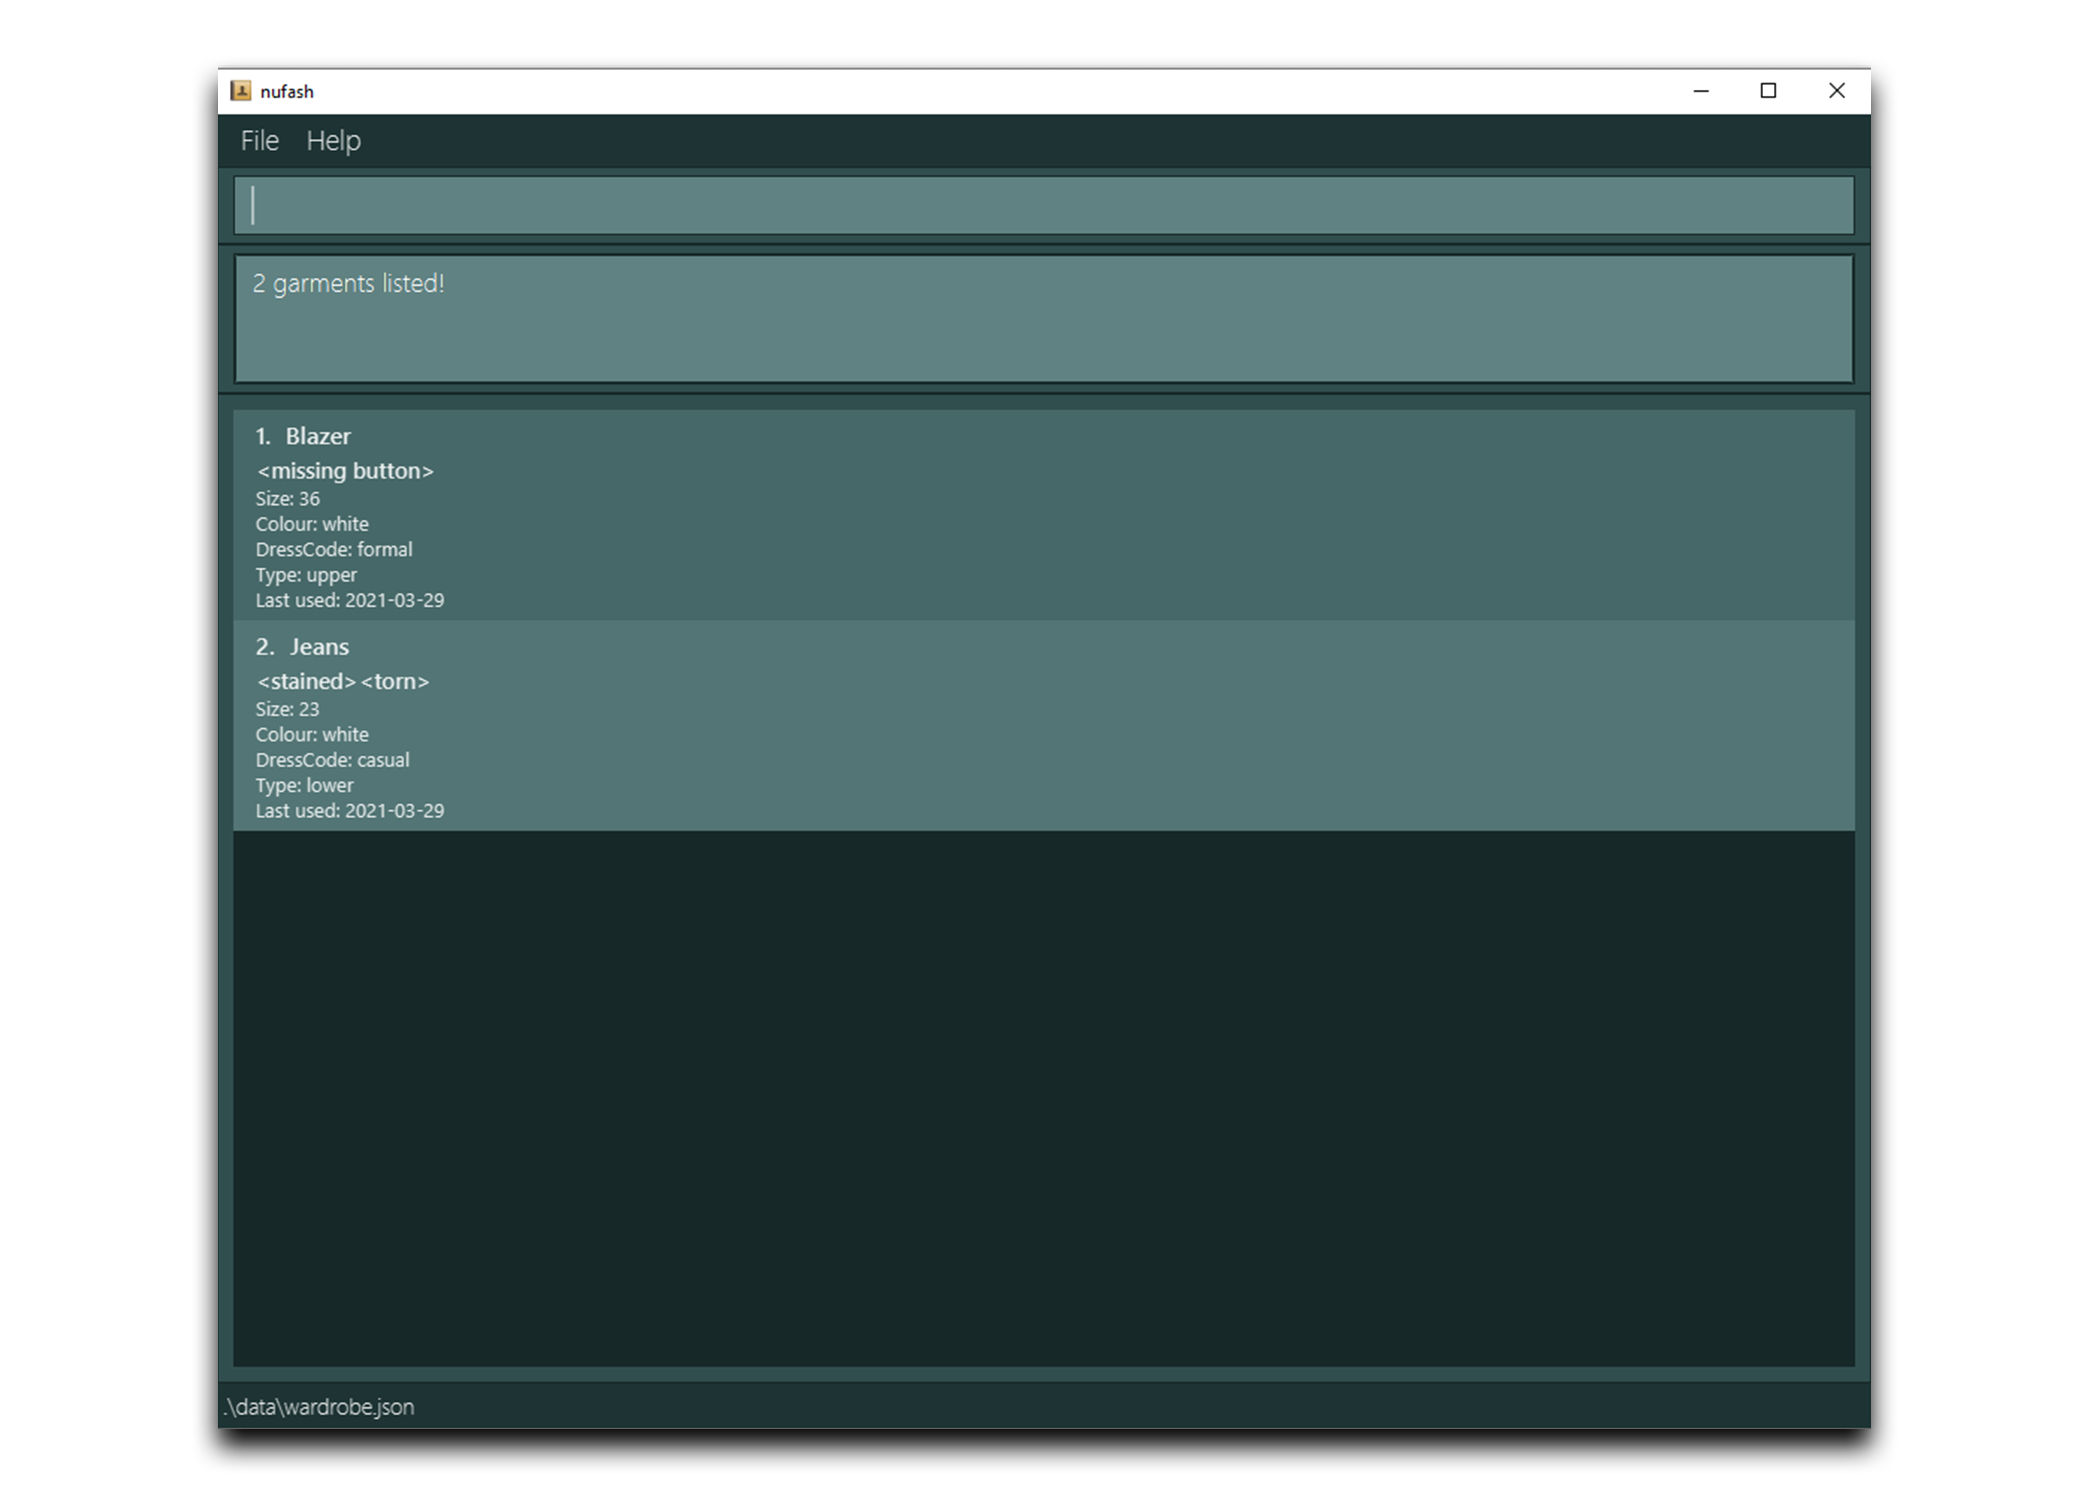 nufash
File Help
2 garments listed!
1. Blazer
<missing button>
Size: 36
Colour: white
DressCode: formal
Type: upper
Last used: 2021-03-29
2. Jeans
<stained> <torn>
Size: 23
Colour: white
DressCode: casual
Type: lower
Last used: 2021-03-29
.\data\wardrobe.json